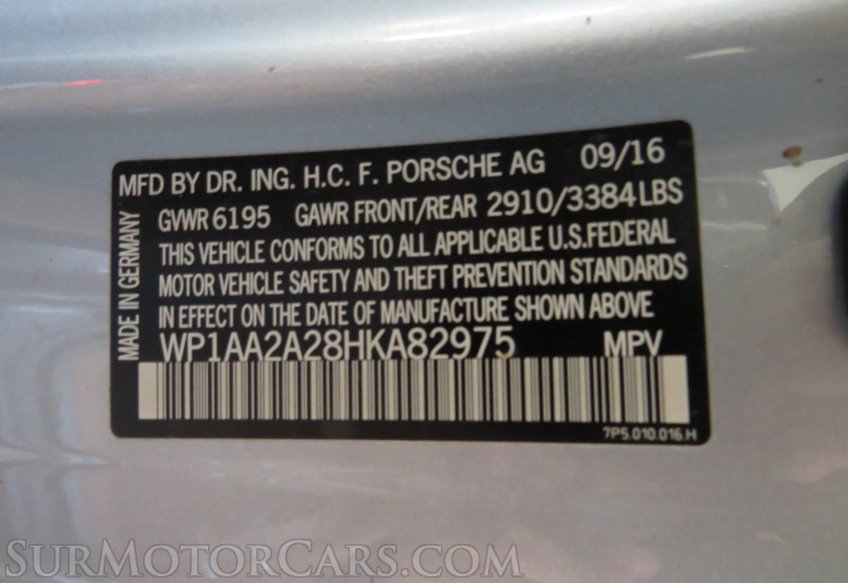 MFD BY DR. ING. H.C. F. PORSCHE AG 09/16
GVWR 6195 GAWR FRONT/REAR 2910/3384 LBS
THIS VEHICLE CONFORMS TO ALL APPLICABLE U.S.FEDERAL
MOTOR VEHICLE SAFETY AND THEFT PREVENTION STANDARDS
IN EFFECT ON THE DATE OF MANUFACTURE SHOWN ABOVE
WP1AA2A28HKA82975 MPV
7P5.010.016.H
MADE IN GERMANY
SURMOTORCARS.COM